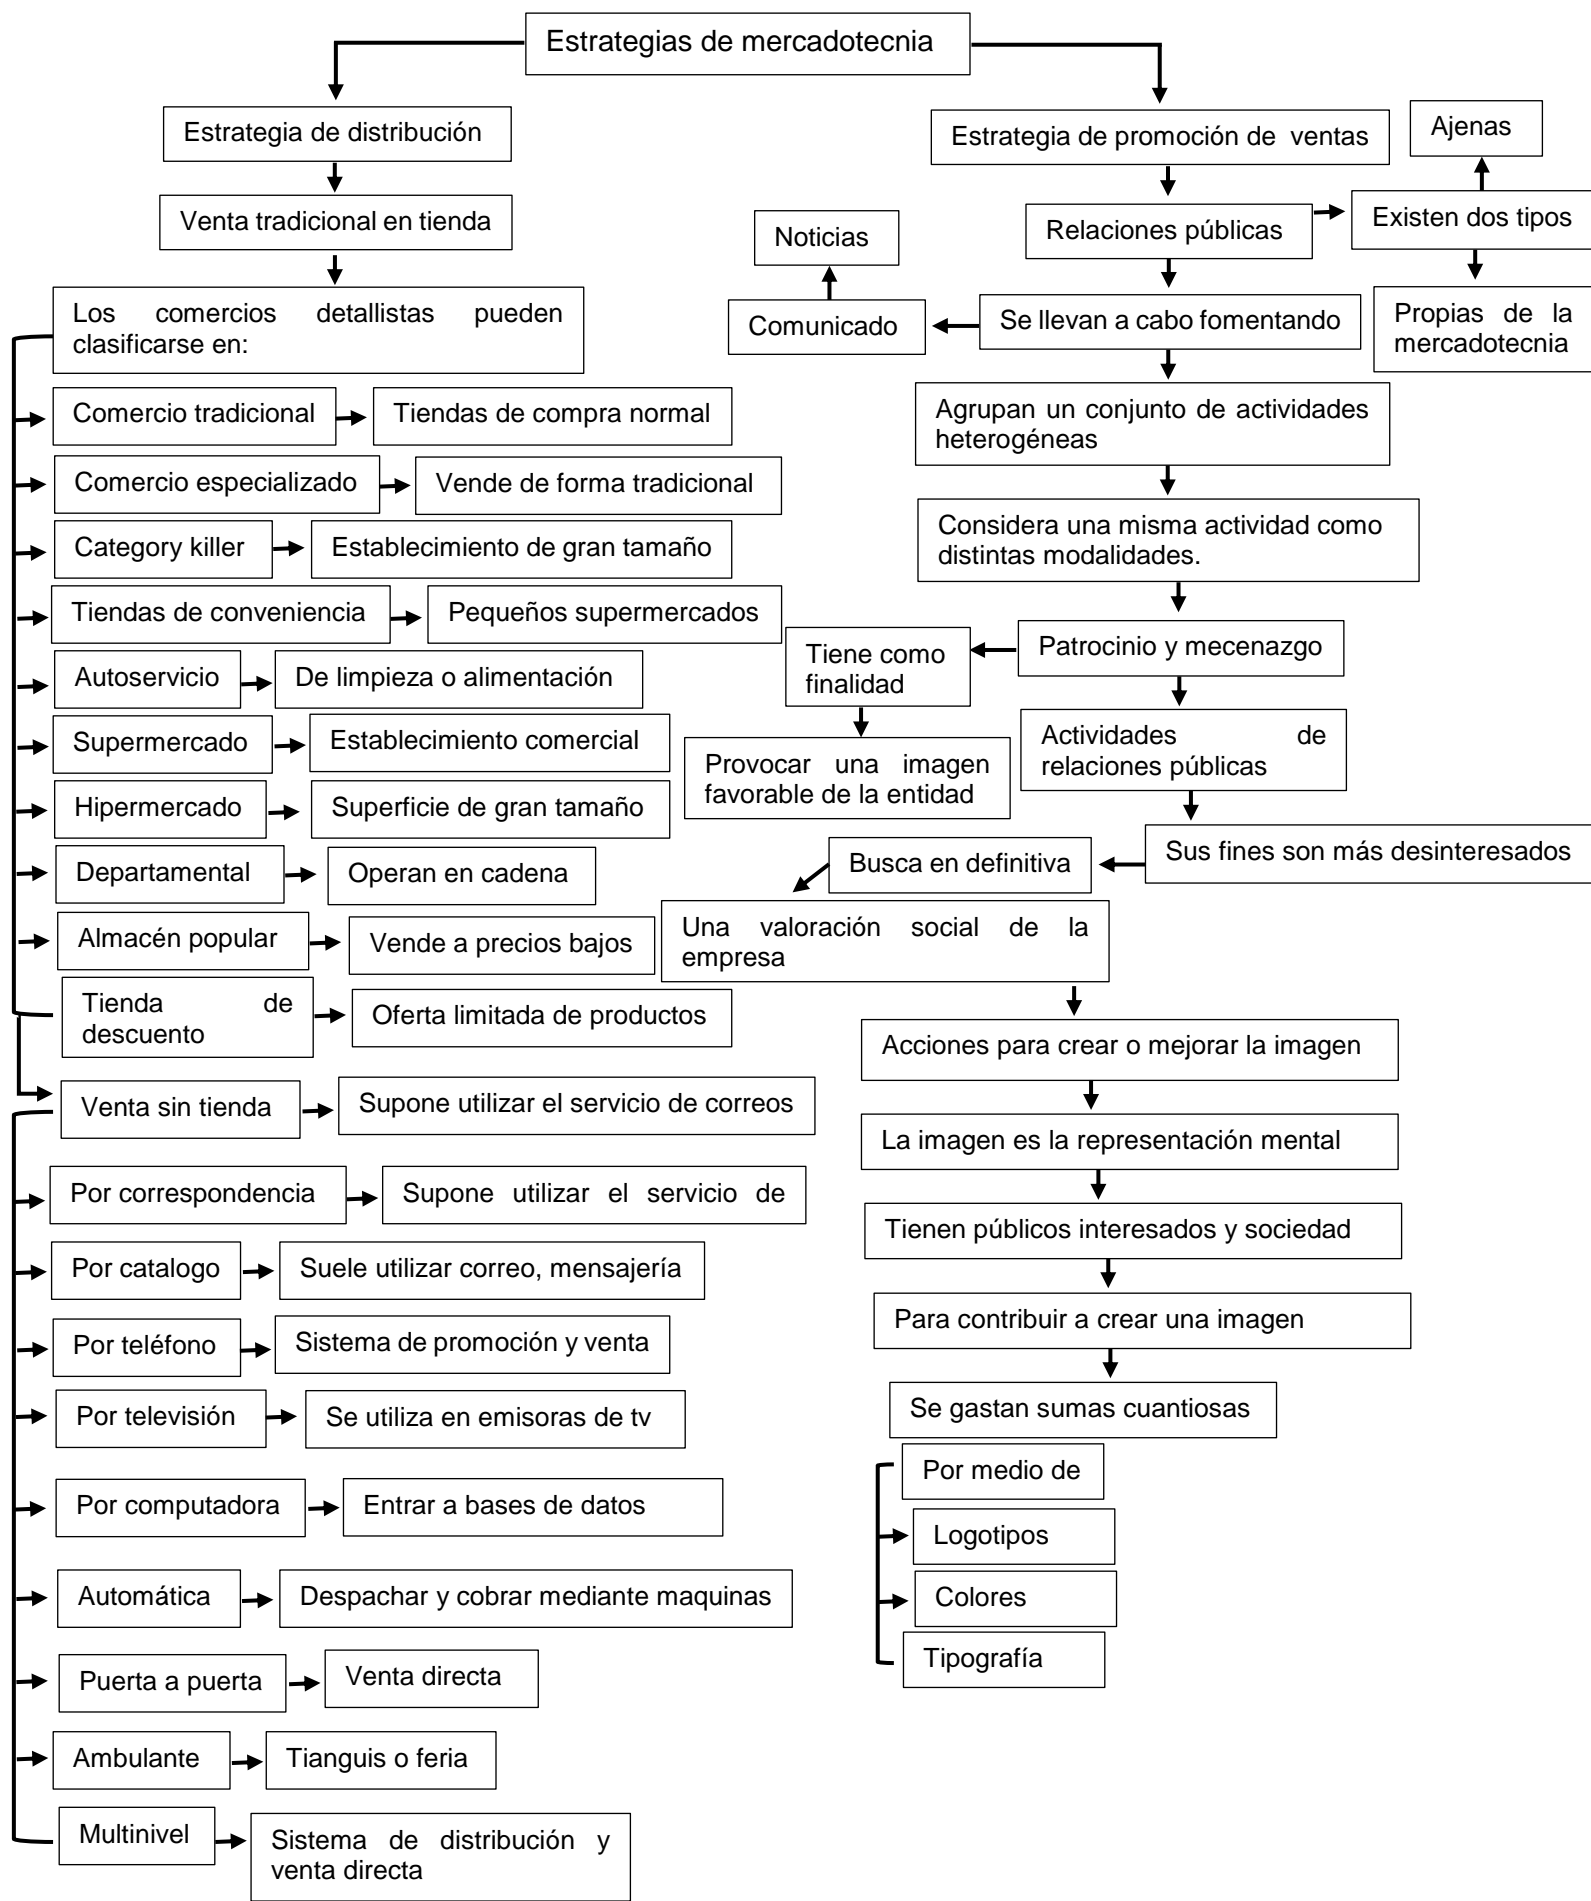 Estrategias de mercadotecnia
Estrategia de distribución
Venta tradicional en tienda
Los comercios detallistas pueden
clasificarse en:
Comercio tradicional
Tiendas de compra normal
Comercio especializado
Vende de forma tradicional
Category killer
Establecimiento de gran tamaño
Tiendas de conveniencia
Pequeños supermercados
Autoservicio
De limpieza o alimentación
Supermercado
Establecimiento comercial
Hipermercado
Superficie de gran tamaño
Departamental
Operan en cadena
Almacén popular
Vende a precios bajos
Tienda de
descuento
Oferta limitada de productos
Venta sin tienda
Supone utilizar el servicio de correos
Por correspondencia
Supone utilizar el servicio de
Por catalogo
Suele utilizar correo, mensajería
Por teléfono
Sistema de promoción y venta
Por televisión
Se utiliza en emisoras de tv
Por computadora
Entrar a bases de datos
Automática
Despachar y cobrar mediante maquinas
Puerta a puerta
Venta directa
Ambulante
Tianguis o feria
Multinivel
Sistema de distribución y
venta directa
Estrategia de promoción de ventas
Relaciones públicas
Existen dos tipos
Ajenas
Propias de la
mercadotecnia
Se llevan a cabo fomentando
Comunicado
Noticias
Agrupan un conjunto de actividades
heterogéneas
Considera una misma actividad como
distintas modalidades.
Patrocinio y mecenazgo
Tiene como
finalidad
Provocar una imagen
favorable de la entidad
Actividades de
relaciones públicas
Sus fines son más desinteresados
Busca en definitiva
Una valoración social de la
empresa
Acciones para crear o mejorar la imagen
La imagen es la representación mental
Tienen públicos interesados y sociedad
Para contribuir a crear una imagen
Se gastan sumas cuantiosas
Por medio de
Logotipos
Colores
Tipografía